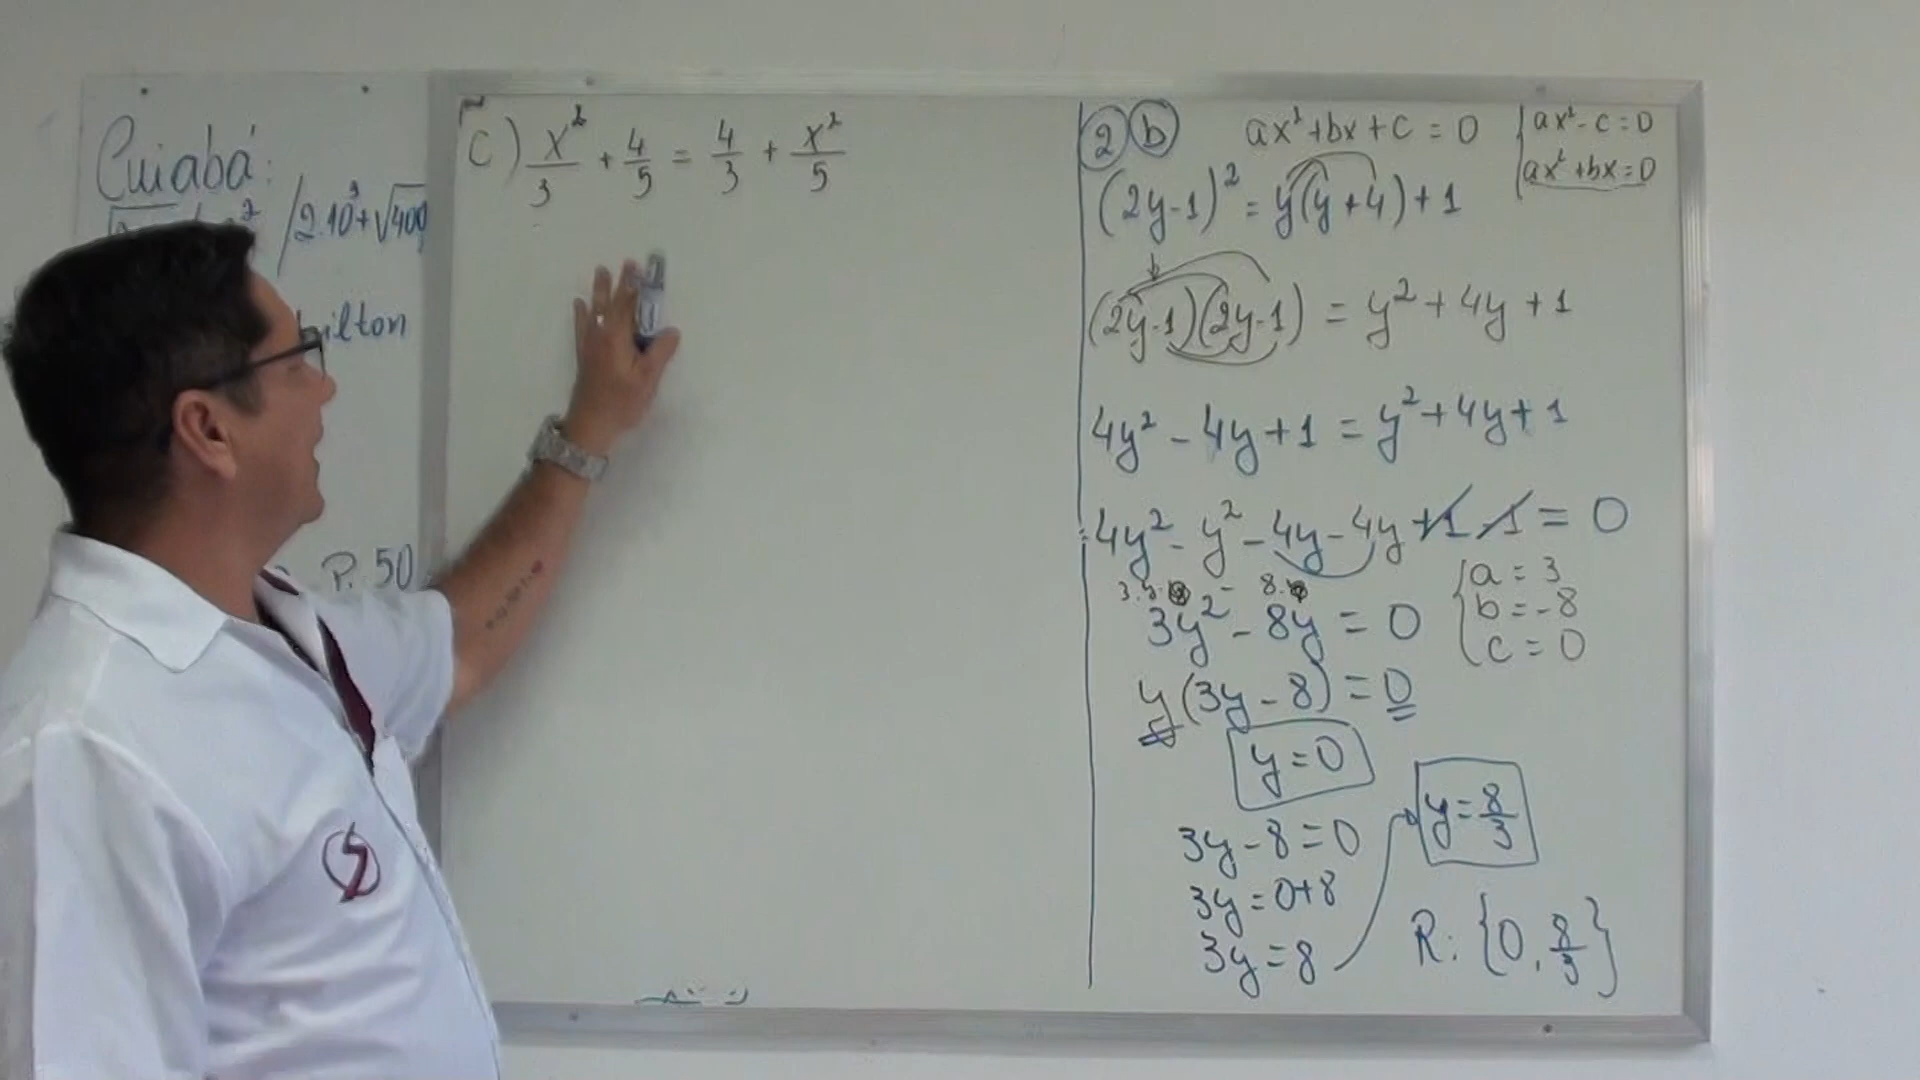 Cuiabá:
/2.10³+√400
milton
P. 50
C) x²/3 + 4/5 = 4/3 + x²/5
2 b
ax²+bx+c=0
ax²-c=0
ax²+bx=0
(2y-1)²=y(y+4)+1
(2y-1)(2y-1) = y²+4y+1
4y²-4y+1=y²+4y+1
4y²-y²-4y-4y+1-1=0
3y²-8y=0
a=3
b=-8
c=0
y(3y-8)=0
y=0
3y-8=0
3y=0+8
3y=8
y=8/3
R: {0, 8/3}